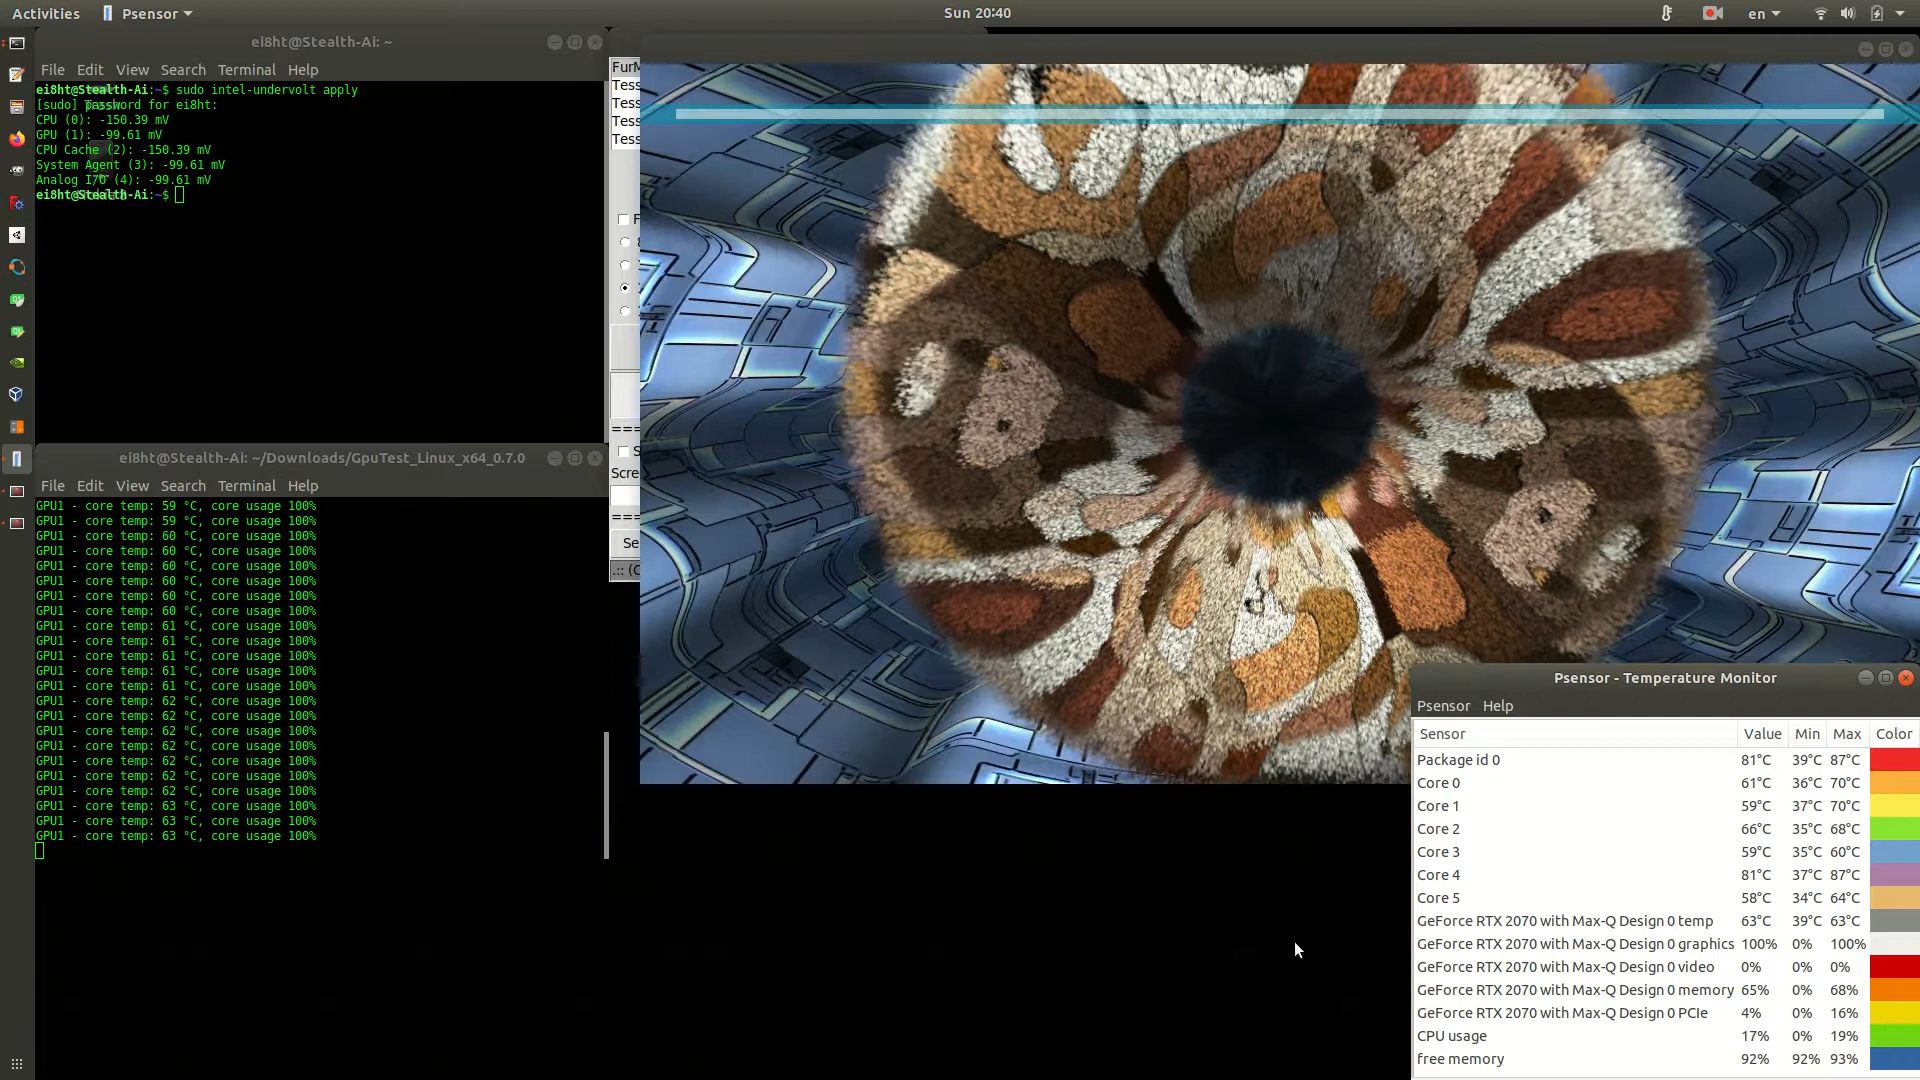 Activities
Psensor
Sun 20:40
en
ei8ht@Stealth-Ai: ~
File Edit View Search Terminal Help
ei8ht@Stealth-Ai:~$ sudo intel-undervolt apply
[sudo] password for ei8ht:
CPU (0): -150.39 mV
GPU (1): -99.61 mV
CPU Cache (2): -150.39 mV
System Agent (3): -99.61 mV
Analog I/O (4): -99.61 mV
ei8ht@Stealth-Ai:~$
FurM
Tess
Tess
Tess
Tess
F
===
S
Scre
===
Se
.:: (C
ei8ht@Stealth-Ai: ~/Downloads/GpuTest_Linux_x64_0.7.0
File Edit View Search Terminal Help
GPU1 - core temp: 59 °C, core usage 100%
GPU1 - core temp: 59 °C, core usage 100%
GPU1 - core temp: 60 °C, core usage 100%
GPU1 - core temp: 60 °C, core usage 100%
GPU1 - core temp: 60 °C, core usage 100%
GPU1 - core temp: 60 °C, core usage 100%
GPU1 - core temp: 60 °C, core usage 100%
GPU1 - core temp: 60 °C, core usage 100%
GPU1 - core temp: 61 °C, core usage 100%
GPU1 - core temp: 61 °C, core usage 100%
GPU1 - core temp: 61 °C, core usage 100%
GPU1 - core temp: 61 °C, core usage 100%
GPU1 - core temp: 61 °C, core usage 100%
GPU1 - core temp: 62 °C, core usage 100%
GPU1 - core temp: 62 °C, core usage 100%
GPU1 - core temp: 62 °C, core usage 100%
GPU1 - core temp: 62 °C, core usage 100%
GPU1 - core temp: 62 °C, core usage 100%
GPU1 - core temp: 62 °C, core usage 100%
GPU1 - core temp: 62 °C, core usage 100%
GPU1 - core temp: 63 °C, core usage 100%
GPU1 - core temp: 63 °C, core usage 100%
GPU1 - core temp: 63 °C, core usage 100%
Psensor - Temperature Monitor
Psensor Help
Sensor Value Min Max Color
Package id 0 81°C 39°C 87°C
Core 0 61°C 36°C 70°C
Core 1 59°C 37°C 70°C
Core 2 66°C 35°C 68°C
Core 3 59°C 35°C 60°C
Core 4 81°C 37°C 87°C
Core 5 58°C 34°C 64°C
GeForce RTX 2070 with Max-Q Design 0 temp 63°C 39°C 63°C
GeForce RTX 2070 with Max-Q Design 0 graphics 100% 0% 100%
GeForce RTX 2070 with Max-Q Design 0 video 0% 0% 0%
GeForce RTX 2070 with Max-Q Design 0 memory 65% 0% 68%
GeForce RTX 2070 with Max-Q Design 0 PCIe 4% 0% 16%
CPU usage 17% 0% 19%
free memory 92% 92% 93%